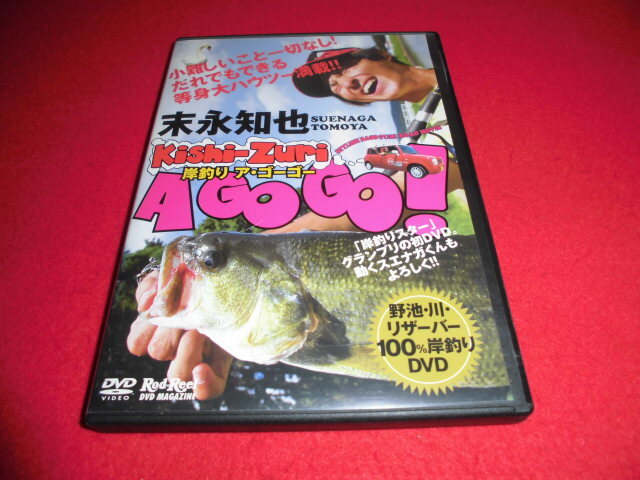 小難しいこと一切なし!
だれでもできる
等身大ハウツー満載!!
末永知也
SUENAGA
TOMOYA
Kishi-Zuri
岸釣り ア・ゴーゴー
A GO GO!
「岸釣りスター」
グランプリの初DVD。
動くスエナガくんも
よろしく!!
野池・川・
リザーバー
100%岸釣り
DVD
DVD
VIDEO
Rod and Reel
DVD MAGAZINE